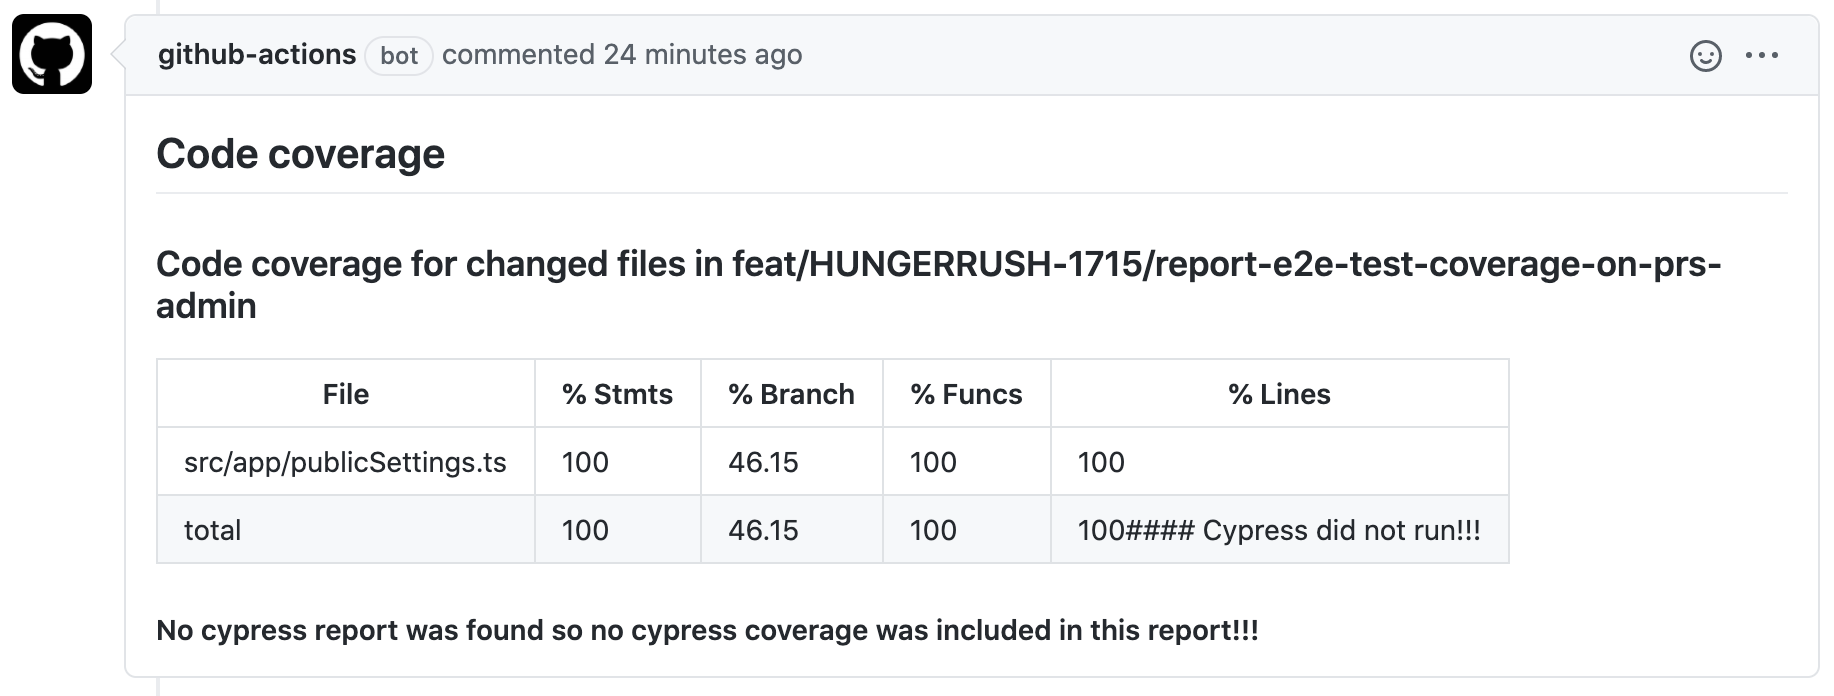 github-actions bot commented 24 minutes ago
Code coverage
Code coverage for changed files in feat/HUNGERRUSH-1715/report-e2e-test-coverage-on-prs-
admin
File % Stmts % Branch % Funcs % Lines
src/app/publicSettings.ts 100 46.15 100 100
total 100 46.15 100 100#### Cypress did not run!!!
No cypress report was found so no cypress coverage was included in this report!!!